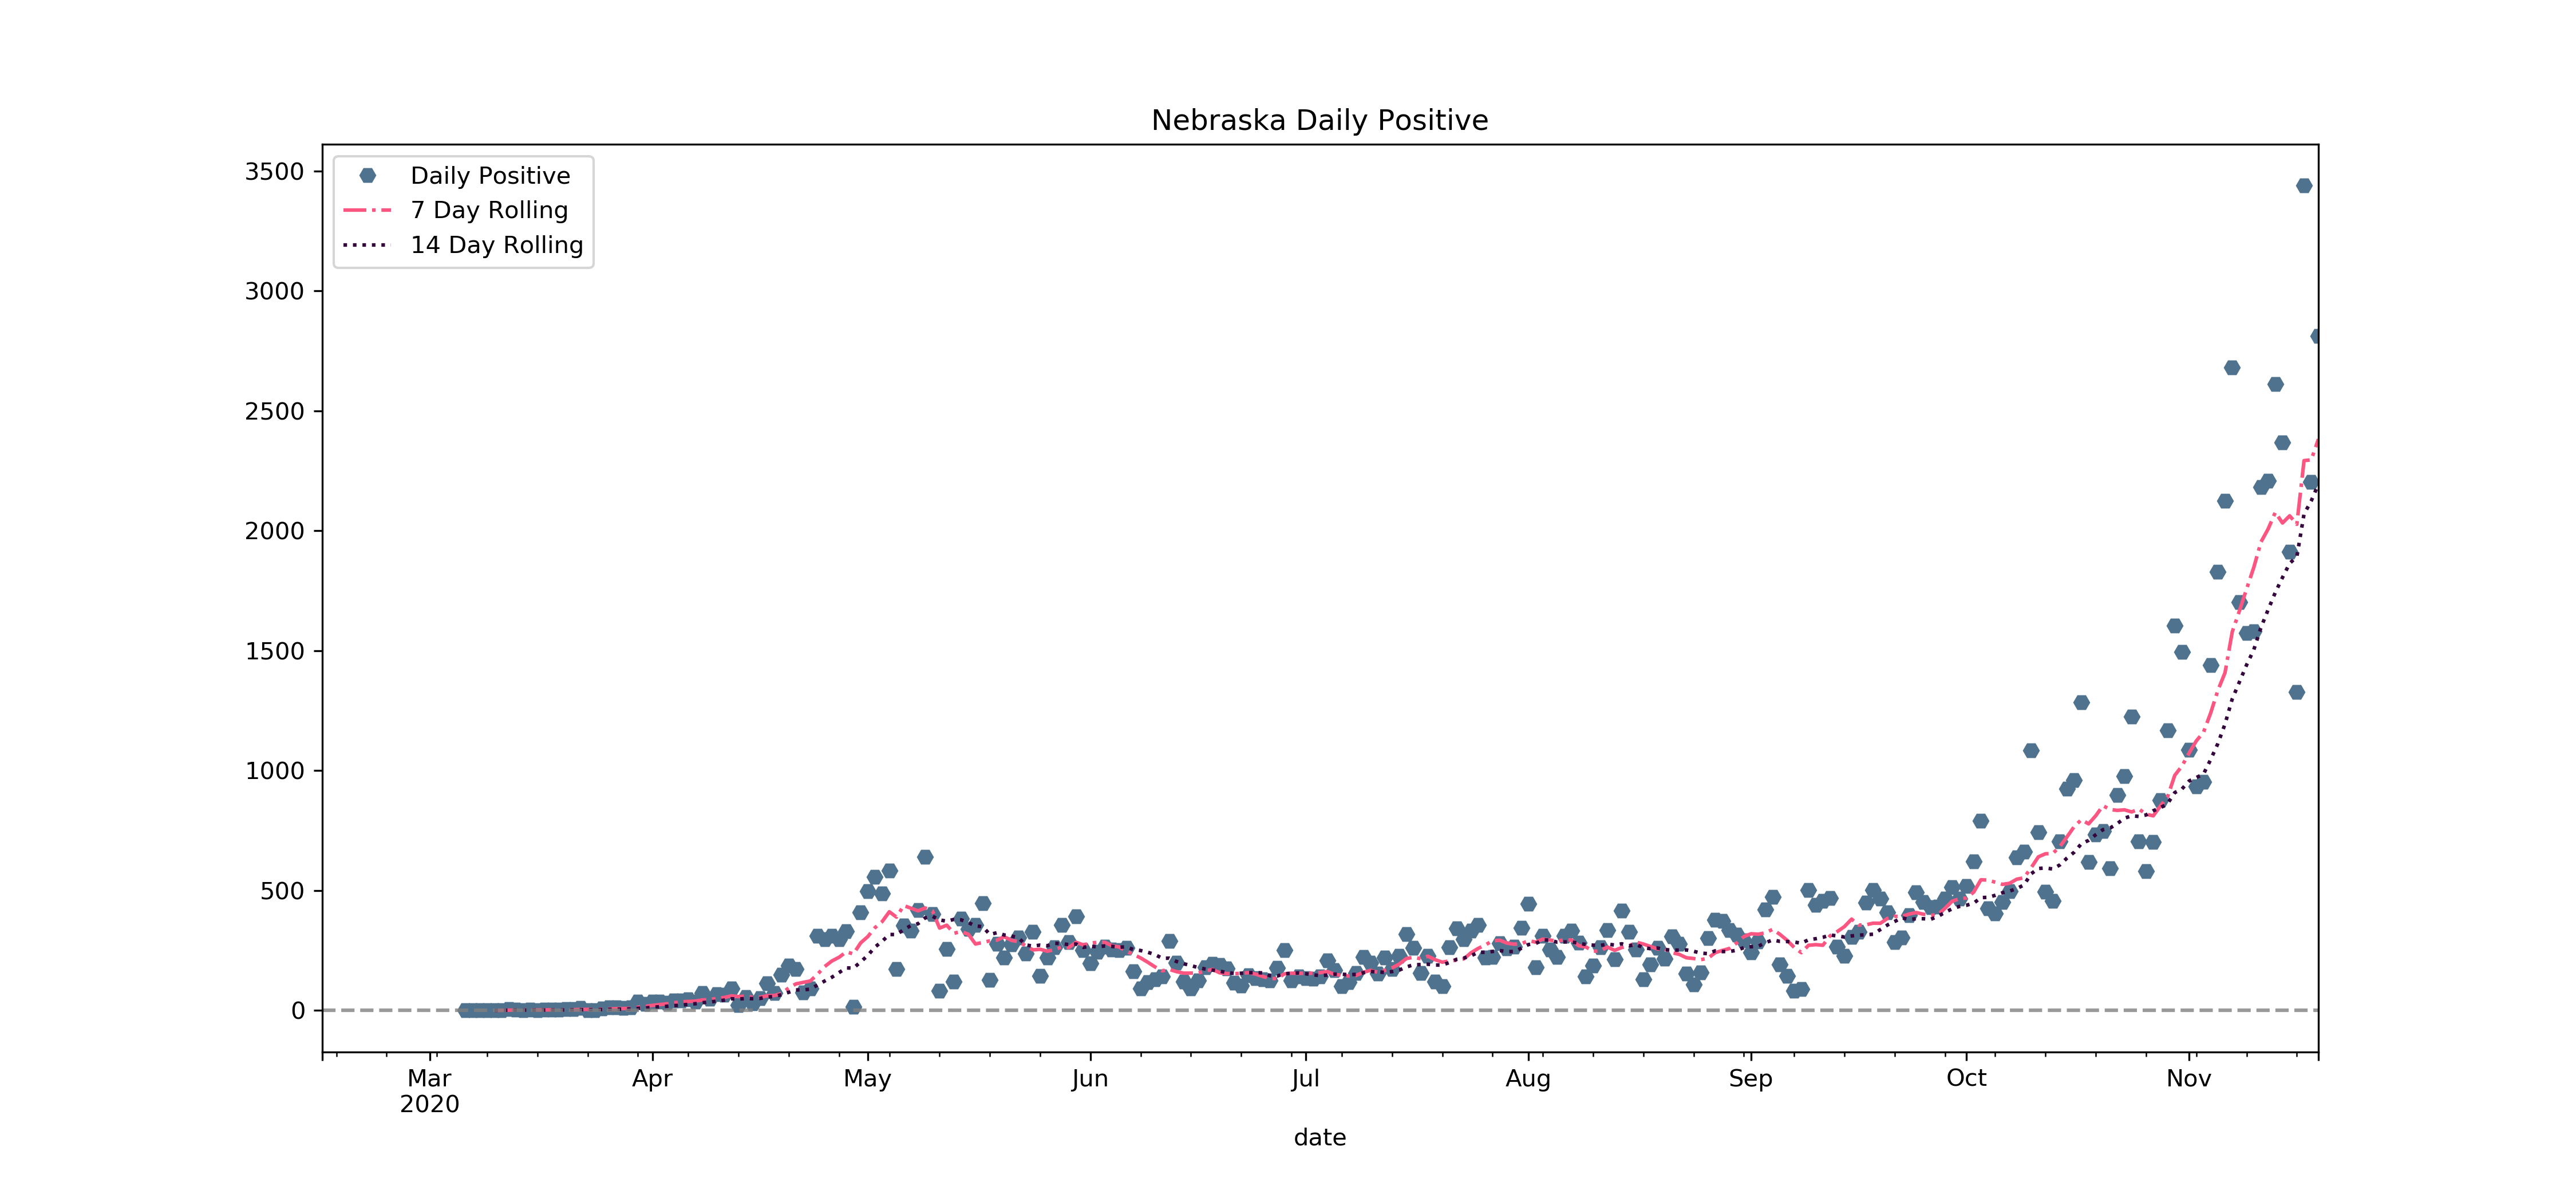 Nebraska Daily Positive
3500
3000
2500
2000
1500
1000
500
0
Daily Positive
7 Day Rolling
14 Day Rolling
Mar Apr May Jun Jul Aug Sep Oct Nov
2020
date